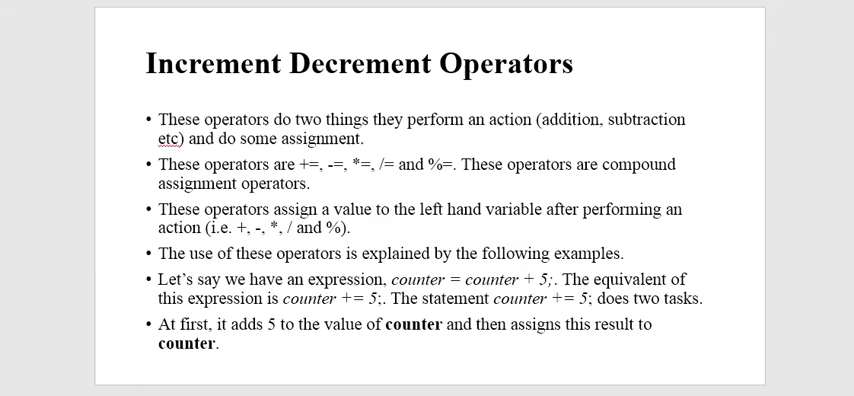 Increment Decrement Operators
• These operators do two things they perform an action (addition, subtraction
etc) and do some assignment.
• These operators are +=, -=, *=, /= and %=. These operators are compound
assignment operators.
• These operators assign a value to the left hand variable after performing an
action (i.e. +, -, *, / and %).
• The use of these operators is explained by the following examples.
• Let’s say we have an expression, counter = counter + 5;. The equivalent of
this expression is counter += 5;. The statement counter += 5; does two tasks.
• At first, it adds 5 to the value of counter and then assigns this result to
counter.